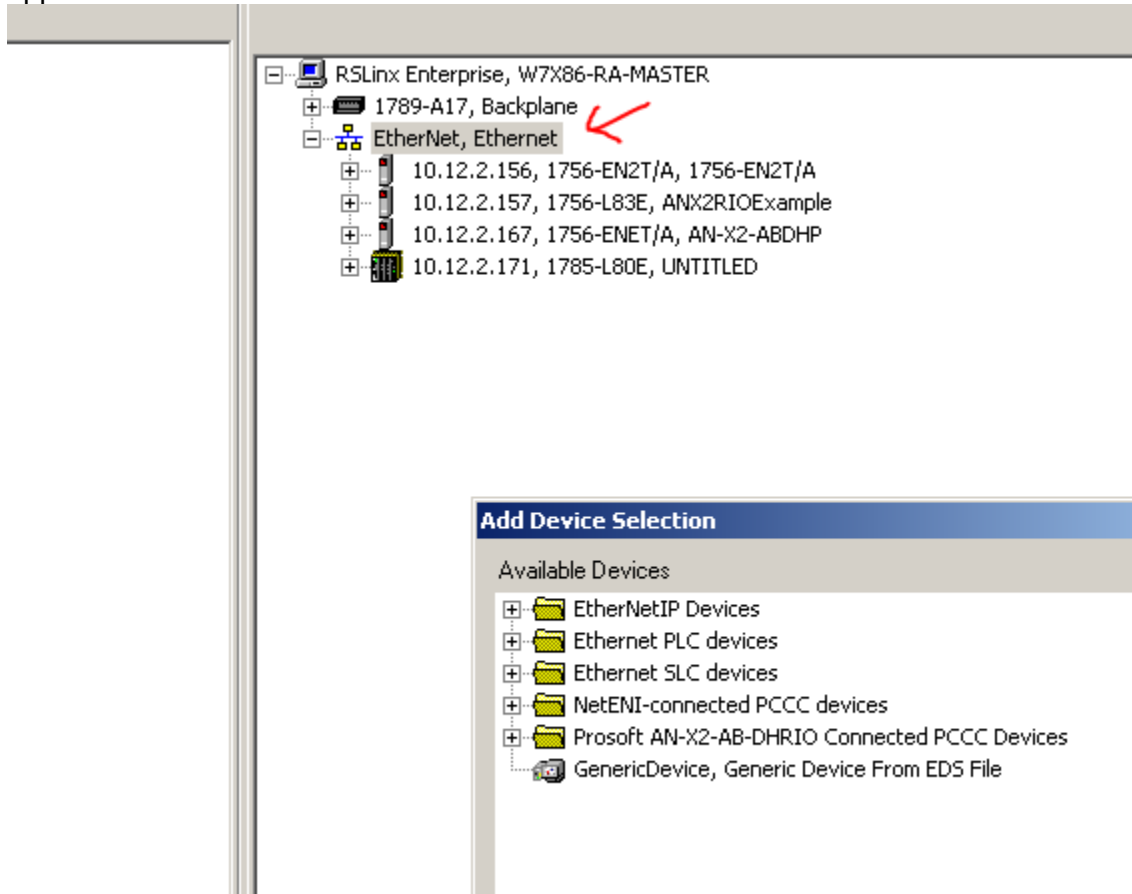 RSLinx Enterprise, W7X86-RA-MASTER
1789-A17, Backplane
EtherNet, Ethernet
10.12.2.156, 1756-EN2T/A, 1756-EN2T/A
10.12.2.157, 1756-L83E, ANX2RIOExample
10.12.2.167, 1756-ENET/A, AN-X2-ABDHP
10.12.2.171, 1785-L80E, UNTITLED
Add Device Selection
Available Devices
EtherNetIP Devices
Ethernet PLC devices
Ethernet SLC devices
NetENI-connected PCCC devices
Prosoft AN-X2-AB-DHRIO Connected PCCC Devices
GenericDevice, Generic Device From EDS File